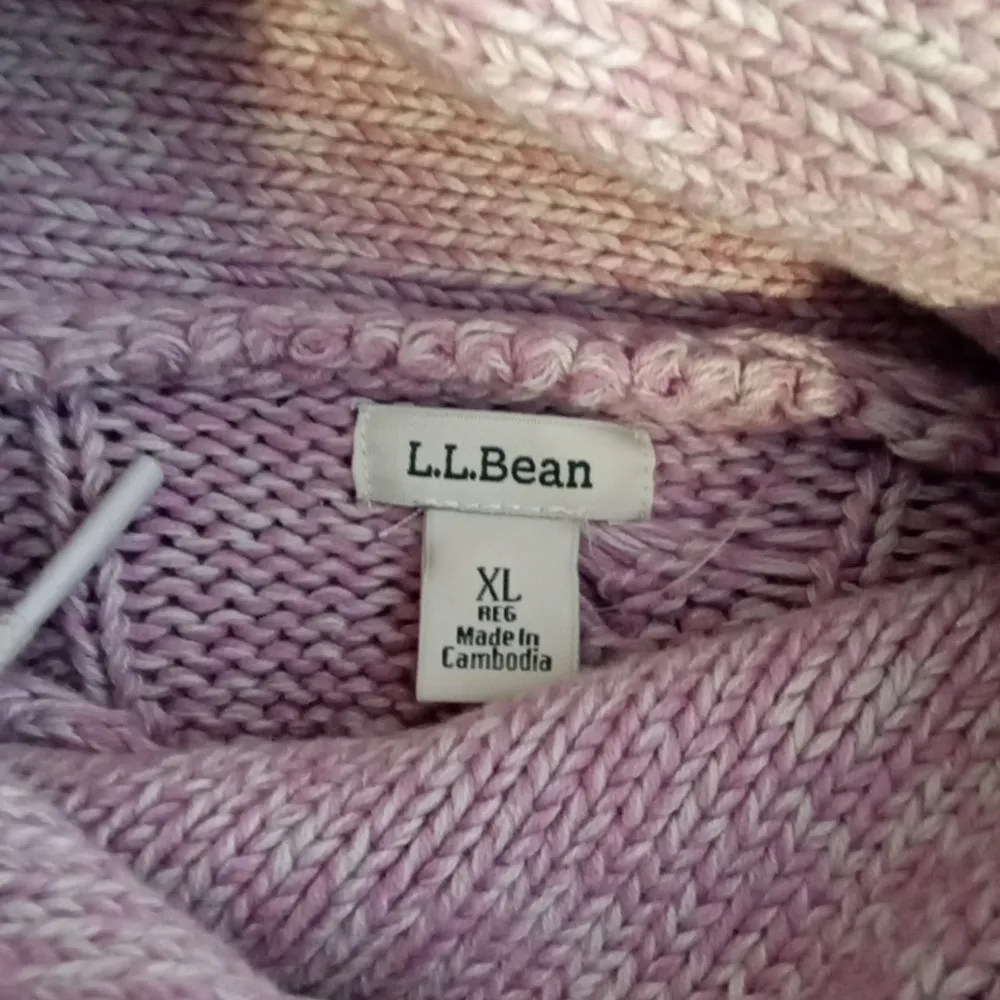 L.L.Bean
XL
REG
Made In
Cambodia